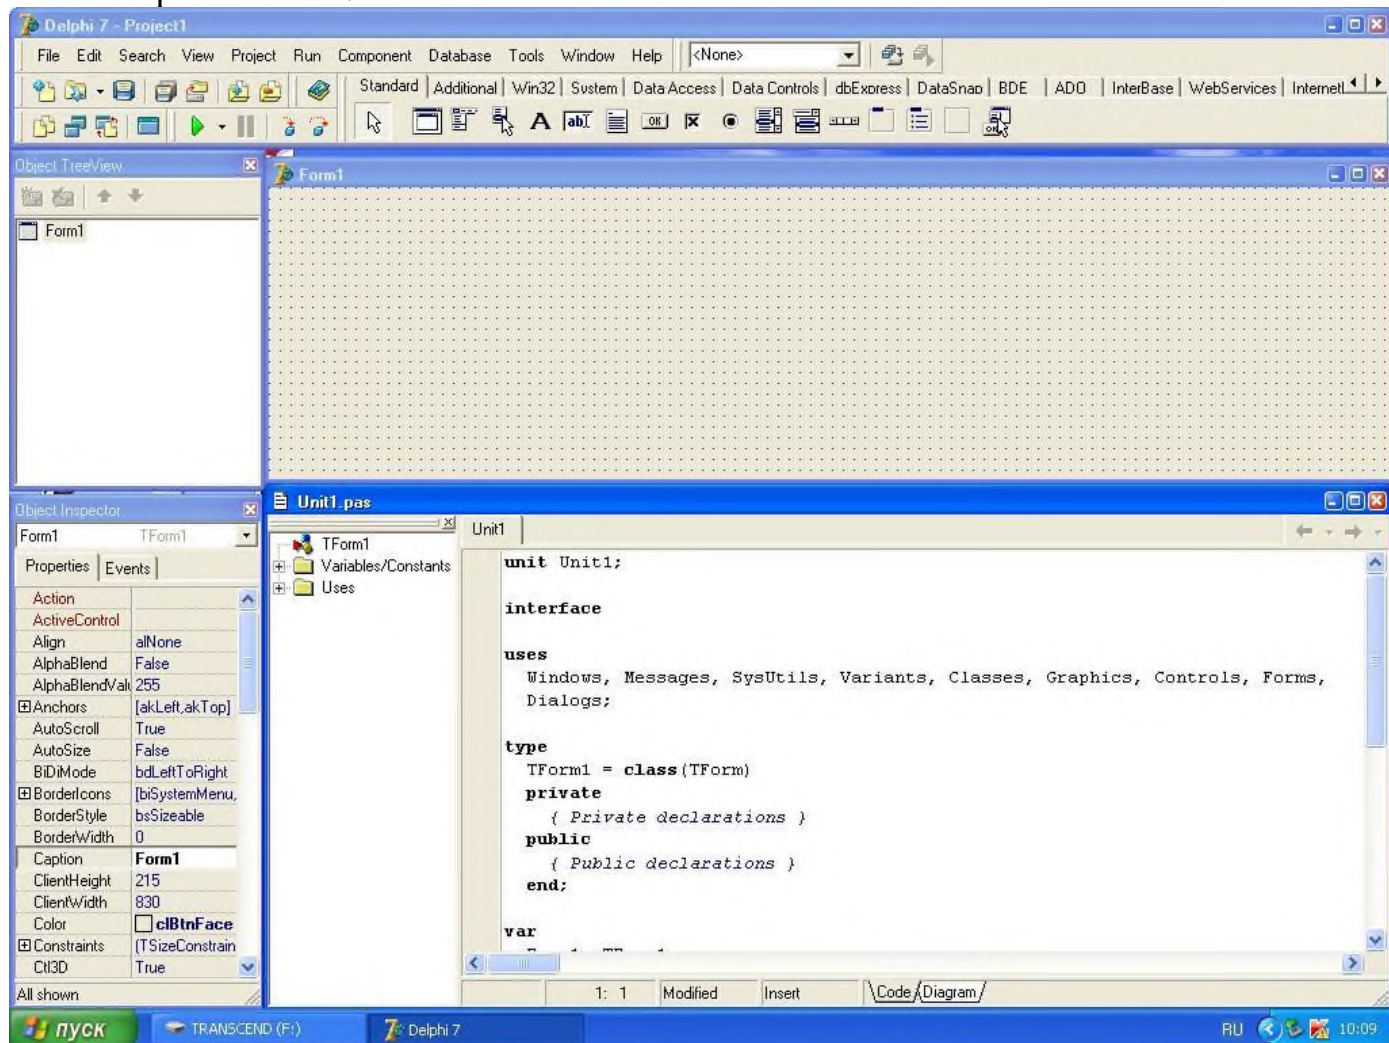 Delphi 7 - Project1
File Edit Search View Project Run Component Database Tools Window Help <None>
Standard Additional Win32 System Data Access Data Controls dbExpress DataSnap BDE ADO InterBase WebServices Internet
Object TreeView
Form1
Form1
Object Inspector
Form1 TForm1
Properties Events
Action
ActiveControl
Align alNone
AlphaBlend False
AlphaBlendVal 255
Anchors [akLeft,akTop]
AutoScroll True
AutoSize False
BiDiMode bdLeftToRight
BorderIcons [biSystemMenu,
BorderStyle bsSizeable
BorderWidth 0
Caption Form1
ClientHeight 215
ClientWidth 830
Color clBtnFace
Constraints (TSizeConstrain
Ctl3D True
All shown
Unit1.pas
TForm1
Variables/Constants
Uses
Unit1
unit Unit1;
interface
uses
Windows, Messages, SysUtils, Variants, Classes, Graphics, Controls, Forms,
Dialogs;
type
TForm1 = class(TForm)
private
{ Private declarations }
public
{ Public declarations }
end;
var
1: 1 Modified Insert Code Diagram
пуск TRANSCEND (F:) Delphi 7 RU 10:09